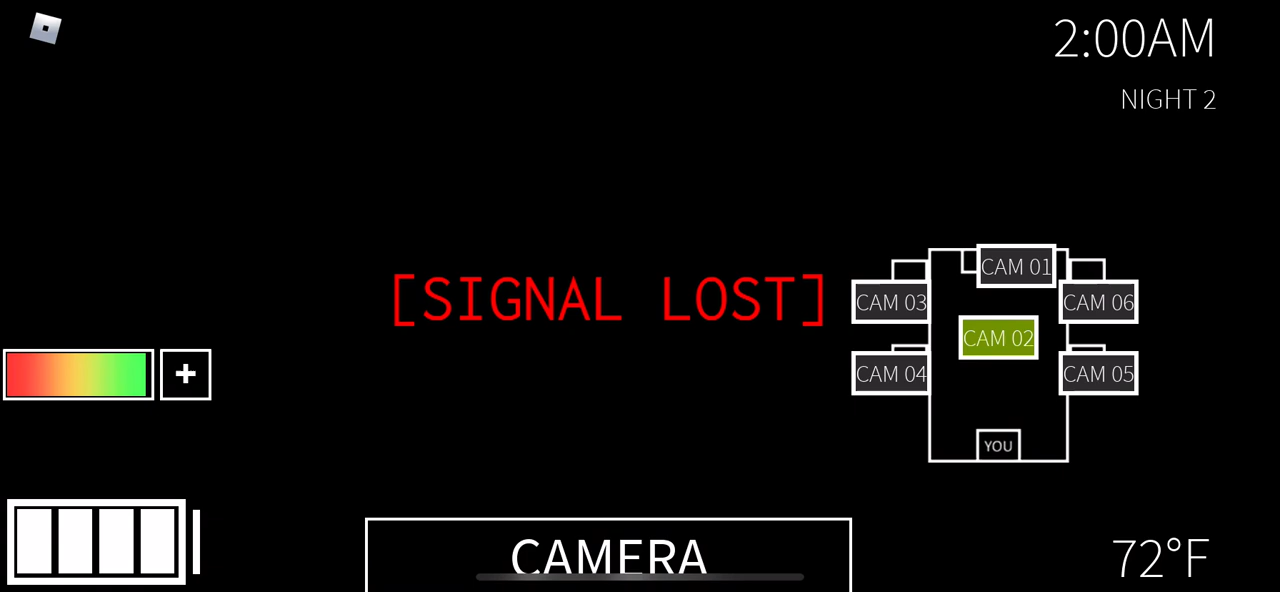 2:00AM
NIGHT 2
[SIGNAL LOST]
CAM 01
CAM 03
CAM 06
CAM 02
CAM 04
CAM 05
+
YOU
CAMERA
72°F